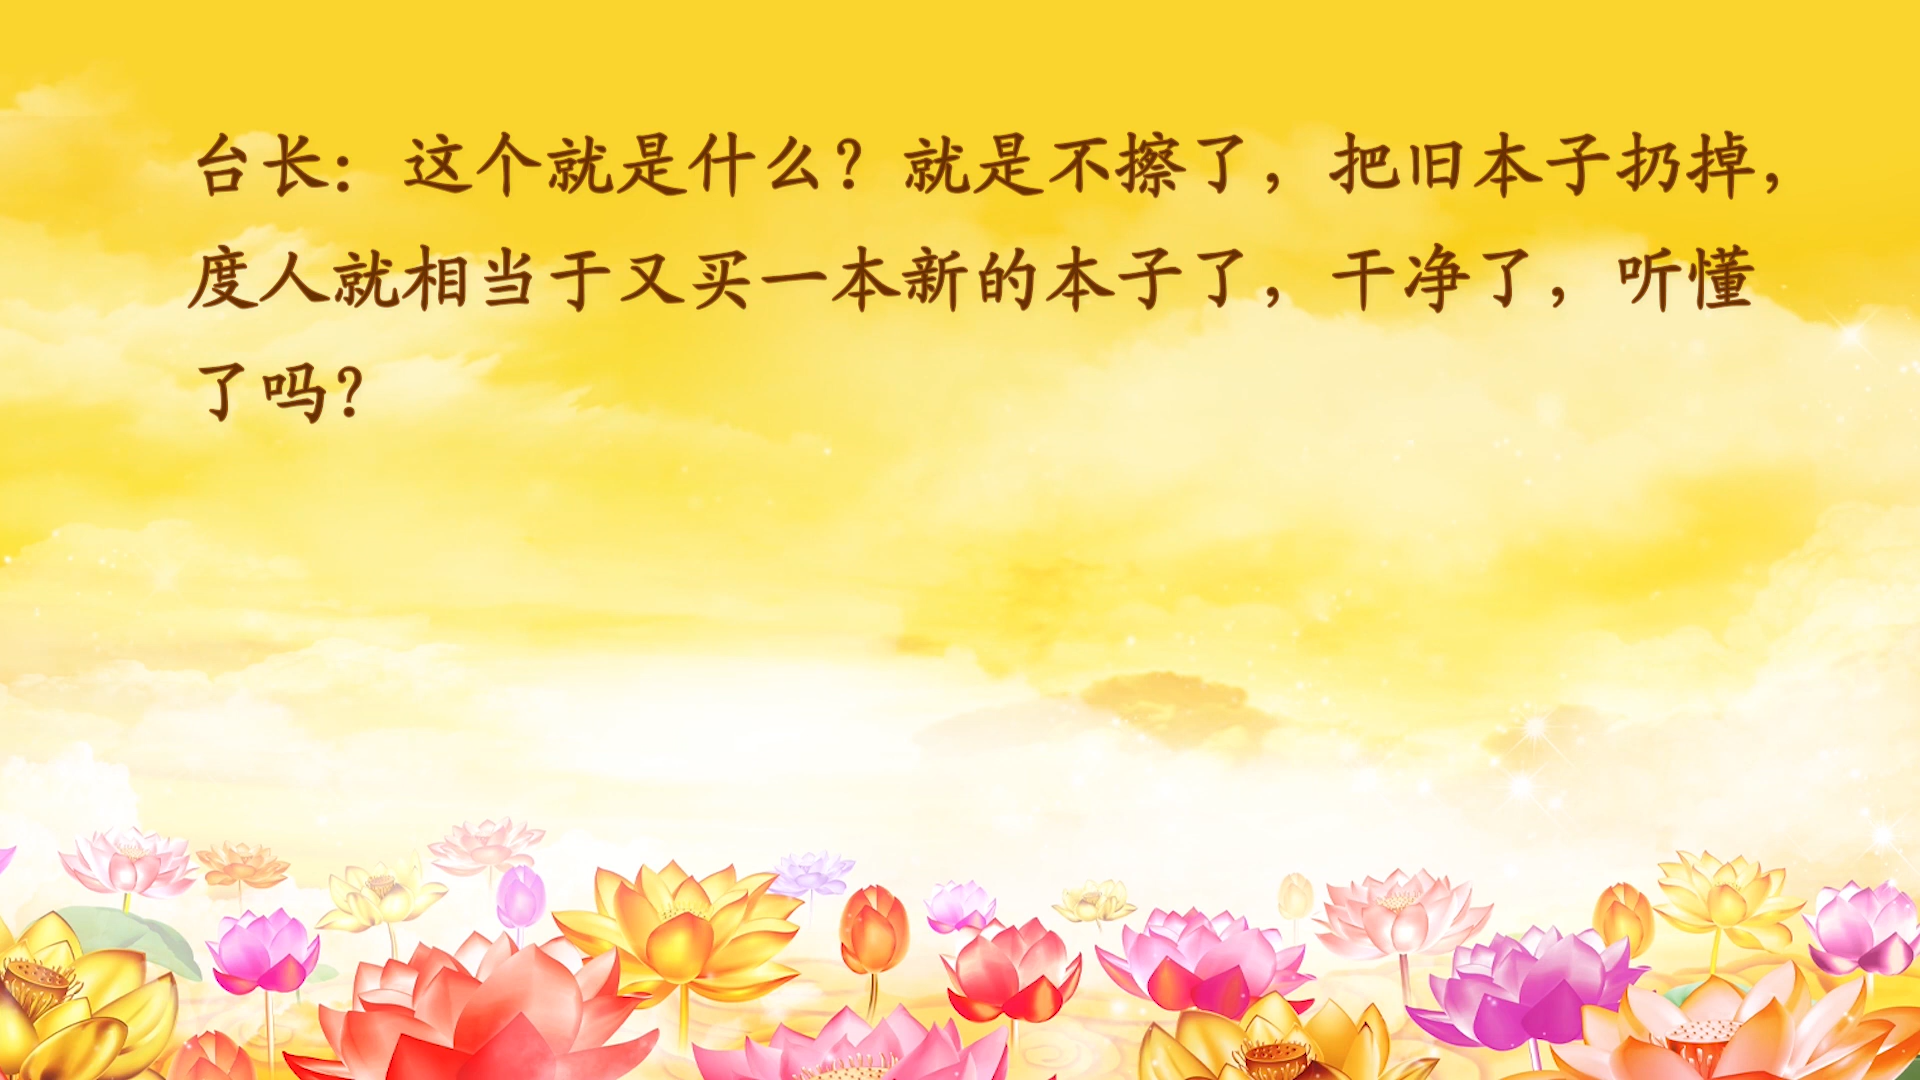 台长：这个就是什么？就是不擦了，把旧本子扔掉，
度人就相当于又买一本新的本子了，干净了，听懂
了吗？